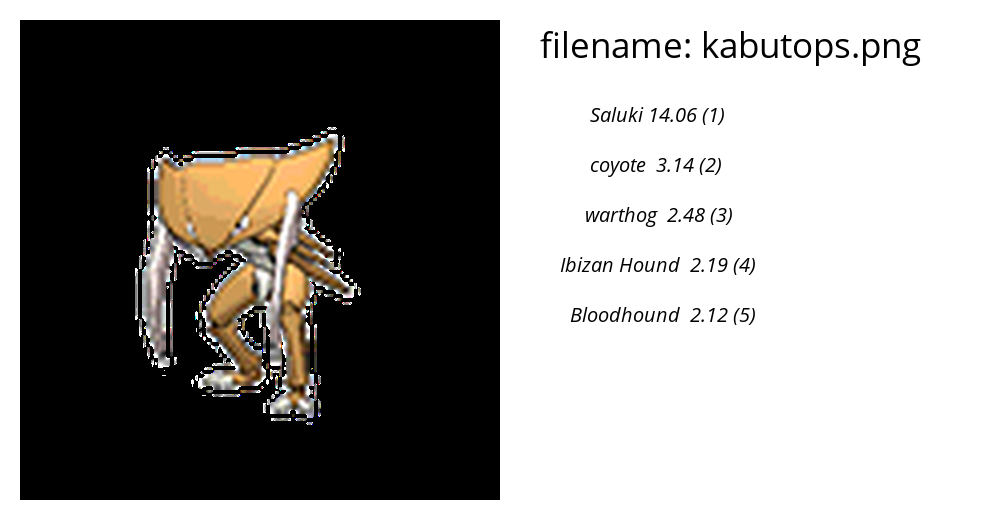 filename: kabutops.png
Saluki 14.06 (1)
coyote  3.14 (2)
warthog  2.48 (3)
Ibizan Hound  2.19 (4)
Bloodhound  2.12 (5)